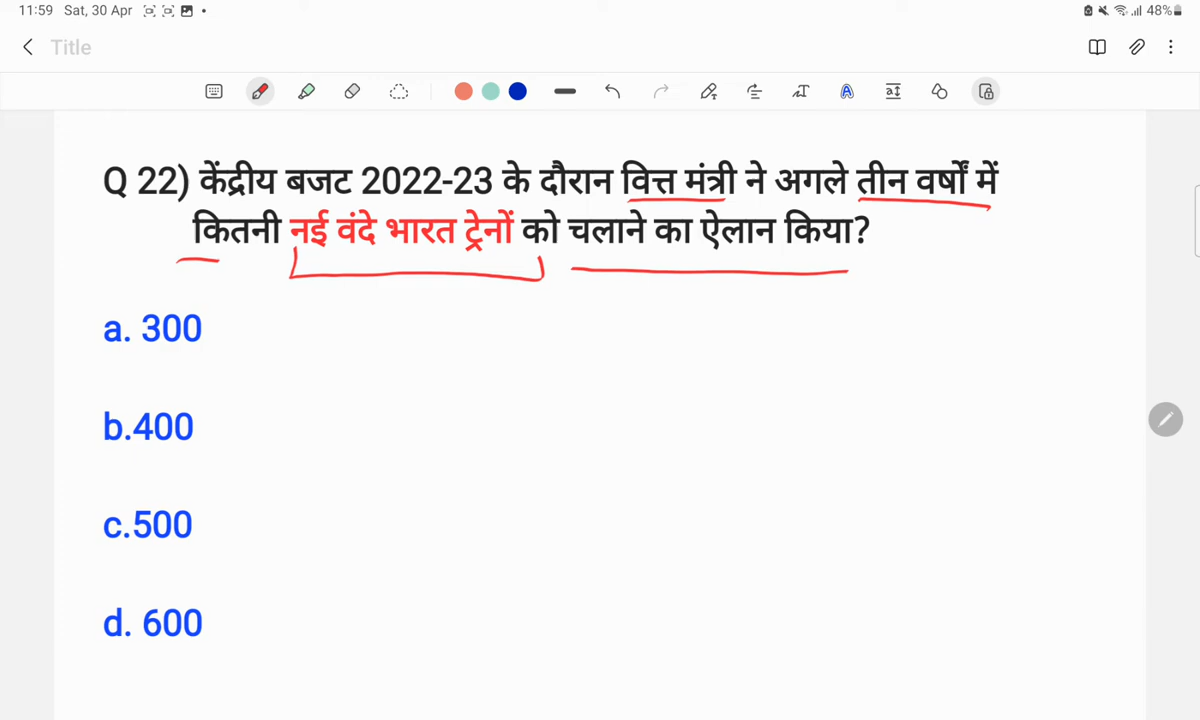 11:59 Sat, 30 Apr 48%
Title
Q 22) केंद्रीय बजट 2022-23 के दौरान वित्त मंत्री ने अगले तीन वर्षों में
कितनी नई वंदे भारत ट्रेनों को चलाने का ऐलान किया?
a. 300
b.400
c.500
d. 600